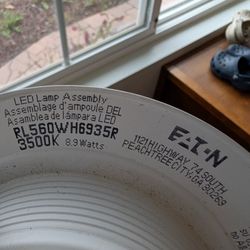 LED Lamp Assembly
Assemblage d'ampoule DEL
Asamblea de lámpara LED
RL560WH6935R
3500K 8.9 Watts
EATON
1121 HIGHWAY 74 SOUTH
PEACHTREE CITY, GA 30269